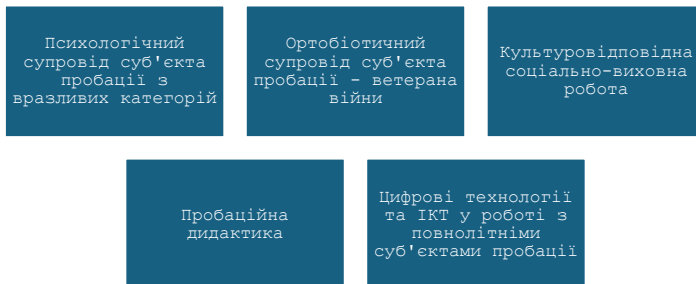 Психологічний
супровід суб'єкта
пробації з
вразливих категорій
Ортобіотичний
супровід суб'єкта
пробації - ветерана
війни
Культуровідповідна
соціально-виховна
робота
Пробаційна
дидактика
Цифрові технології
та ІКТ у роботі з
повнолітніми
суб'єктами пробації